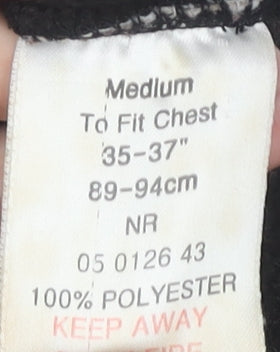 Medium
To Fit Chest
35-37"
89-94cm
NR
05 0126 43
100% POLYESTER
KEEP AWAY